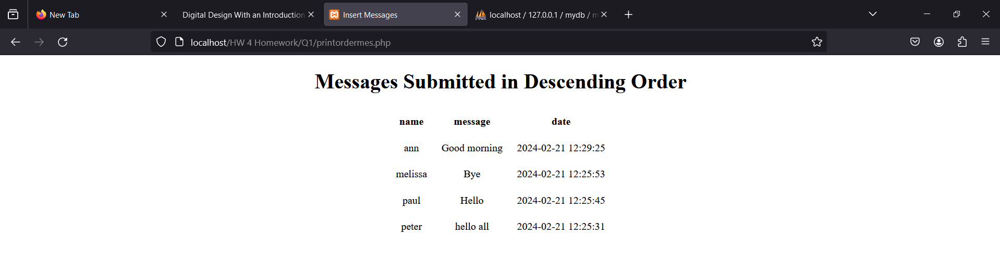 New Tab
Digital Design With an Introduction
Insert Messages
localhost / 127.0.0.1 / mydb / m
localhost/HW 4 Homework/Q1/printordermes.php
Messages Submitted in Descending Order
name message date
ann Good morning 2024-02-21 12:29:25
melissa Bye 2024-02-21 12:25:53
paul Hello 2024-02-21 12:25:45
peter hello all 2024-02-21 12:25:31